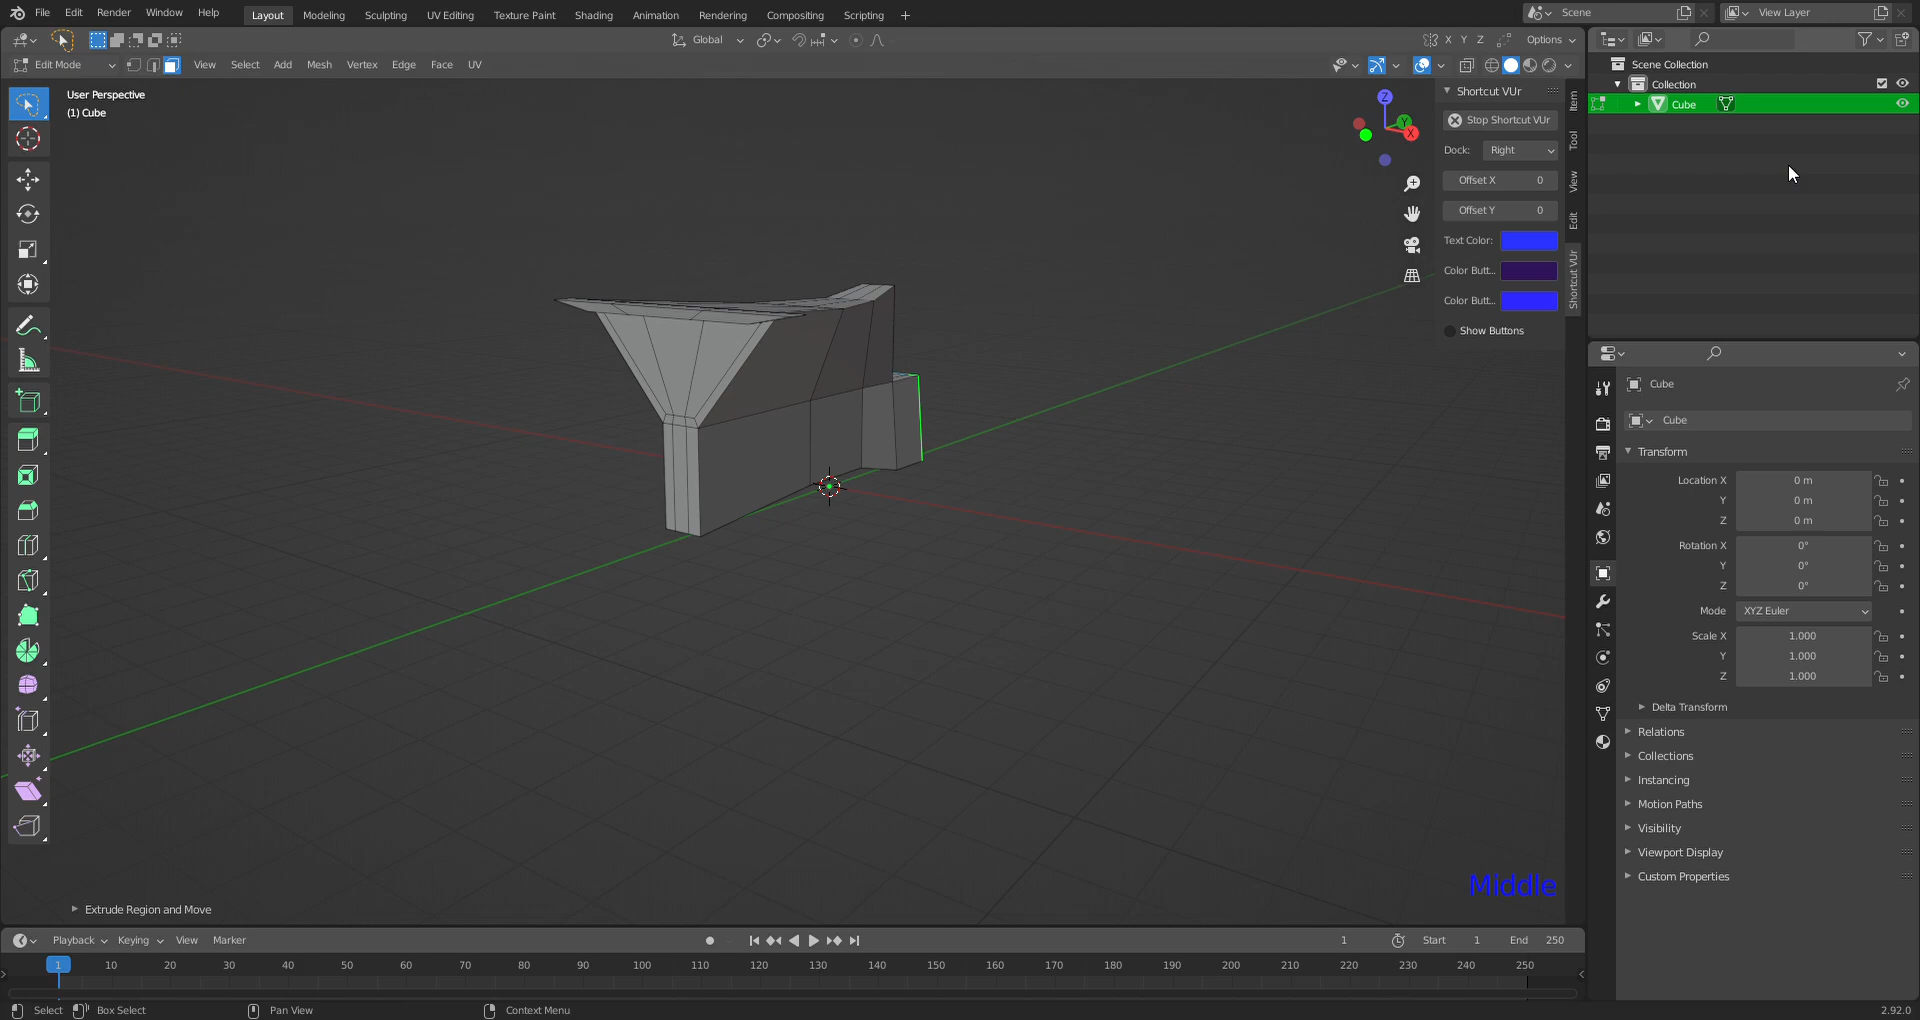 File Edit Render Window Help Layout Modeling Sculpting UV Editing Texture Paint Shading Animation Rendering Compositing Scripting + Scene View Layer
Global X Y Z Options
Edit Mode View Select Add Mesh Vertex Edge Face UV
User Perspective
(1) Cube
Z
Y
X
Shortcut VUr
Stop Shortcut VUr
Dock: Right
Offset X 0
Offset Y 0
Text Color:
Color Butt..
Color Butt..
Show Buttons
Item
Tool
View
Edit
Shortcut VUr
Scene Collection
Collection
Cube
Cube
Cube
Transform
Location X 0 m
Y 0 m
Z 0 m
Rotation X 0°
Y 0°
Z 0°
Mode XYZ Euler
Scale X 1.000
Y 1.000
Z 1.000
Delta Transform
Relations
Collections
Instancing
Motion Paths
Visibility
Viewport Display
Custom Properties
Middle
Extrude Region and Move
Playback Keying View Marker 1 Start 1 End 250
1 10 20 30 40 50 60 70 80 90 100 110 120 130 140 150 160 170 180 190 200 210 220 230 240 250
Select Box Select Pan View Context Menu 2.92.0